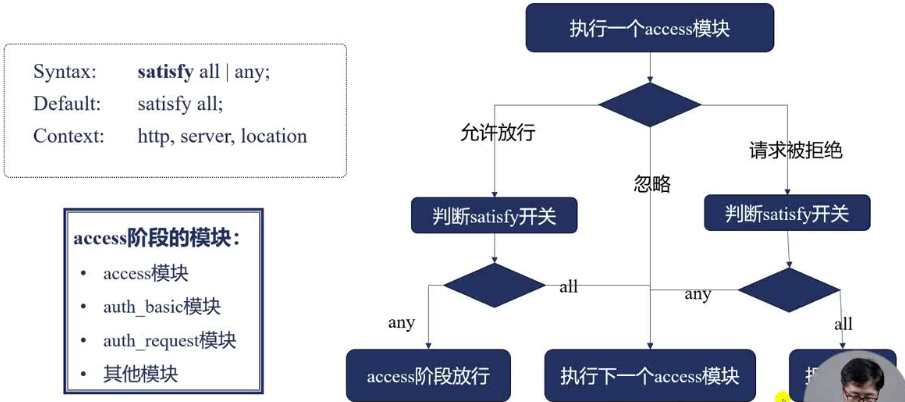 Syntax: satisfy all | any;
Default: satisfy all;
Context: http, server, location
access阶段的模块：
• access模块
• auth_basic模块
• auth_request模块
• 其他模块
执行一个access模块
允许放行
忽略
请求被拒绝
判断satisfy开关
判断satisfy开关
all
any
any
all
access阶段放行
执行下一个access模块